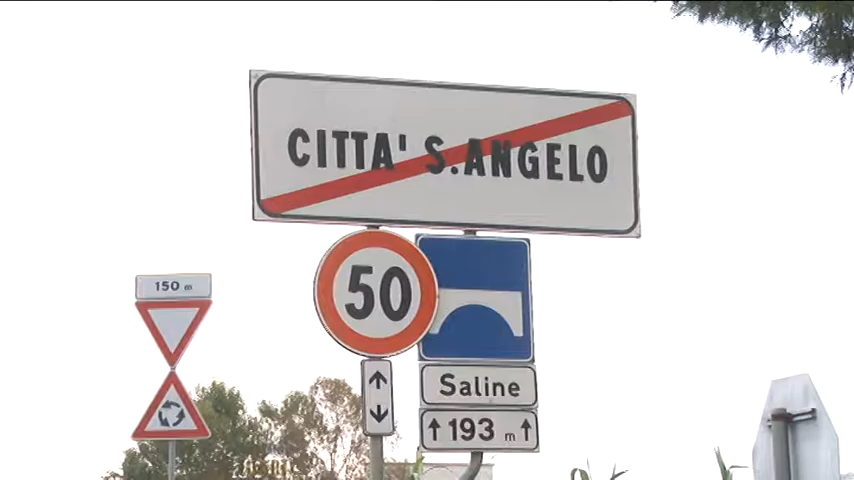 CITTA' S.ANGELO
50
150 m
Saline
193 m